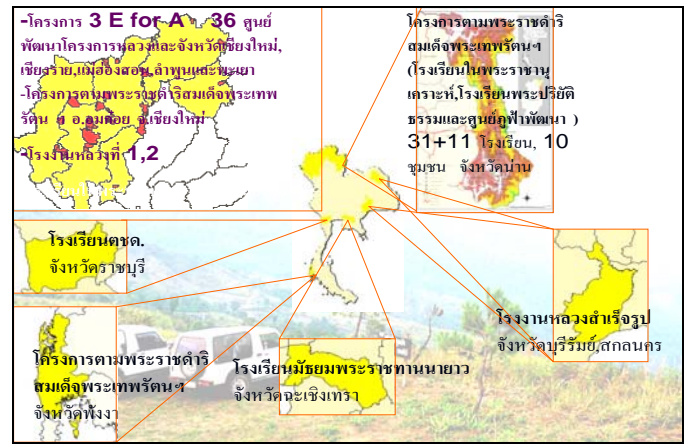 -โครงการ 3 E for A 36 ศูนย์
พัฒนาโครงการหลวงและจังหวัดเชียงใหม่,
เชียงราย,แม่ฮ่องสอน,ลำพูนและพะเยา
-โครงการตามพระราชดำริสมเด็จพระเทพ
รัตน ฯ อ.อมก๋อย จ.เชียงใหม่
-โรงงานหลวงที่ 1,2
โครงการตามพระราชดำริ
สมเด็จพระเทพรัตนฯ
(โรงเรียนในพระราชานุ
เคราะห์,โรงเรียนพระปริยัติ
ธรรมและศูนย์ภูฟ้าพัฒนา )
31+11 โรงเรียน, 10
ชุมชน จังหวัดน่าน
โรงเรียนตชด.
จังหวัดราชบุรี
โรงงานหลวงสำเร็จรูป
จังหวัดบุรีรัมย์,สกลนคร
โครงการตามพระราชดำริ
สมเด็จพระเทพรัตนฯ
จังหวัดพังงา
โรงเรียนมัธยมพระราชทานนายาว
จังหวัดฉะเชิงเทรา